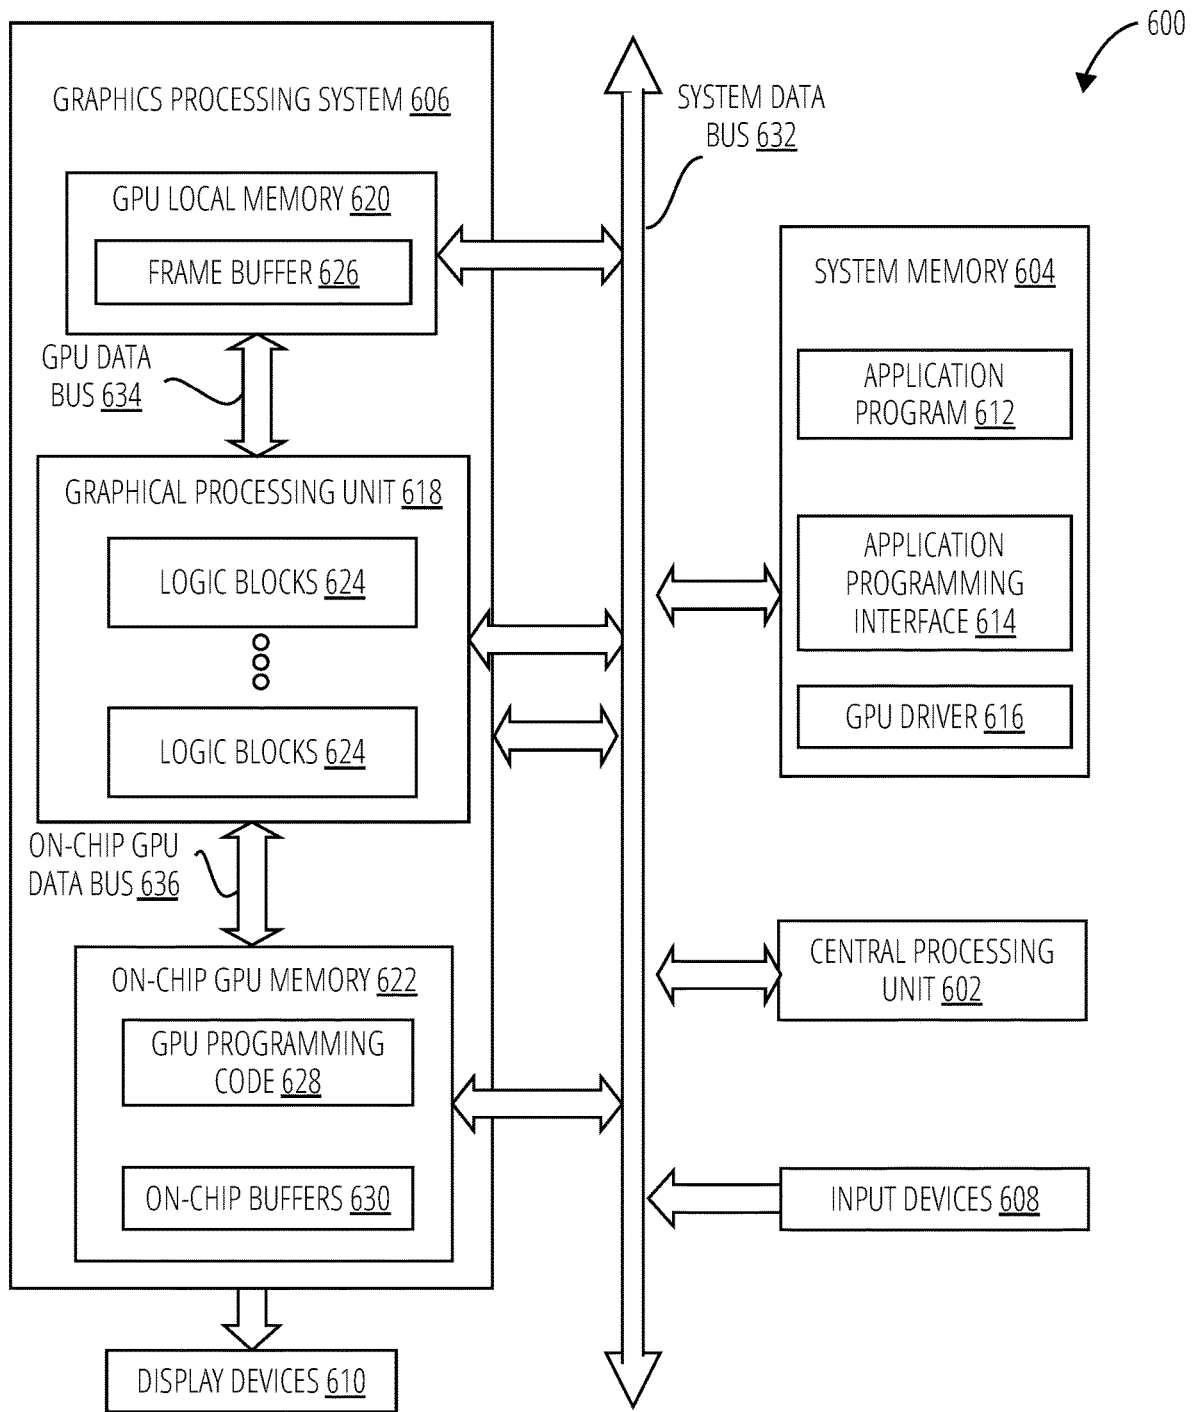 600
GRAPHICS PROCESSING SYSTEM 606
SYSTEM DATA
BUS 632
GPU LOCAL MEMORY 620
FRAME BUFFER 626
GPU DATA
BUS 634
GRAPHICAL PROCESSING UNIT 618
LOGIC BLOCKS 624
LOGIC BLOCKS 624
ON-CHIP GPU
DATA BUS 636
ON-CHIP GPU MEMORY 622
GPU PROGRAMMING
CODE 628
ON-CHIP BUFFERS 630
DISPLAY DEVICES 610
SYSTEM MEMORY 604
APPLICATION
PROGRAM 612
APPLICATION
PROGRAMMING
INTERFACE 614
GPU DRIVER 616
CENTRAL PROCESSING
UNIT 602
INPUT DEVICES 608